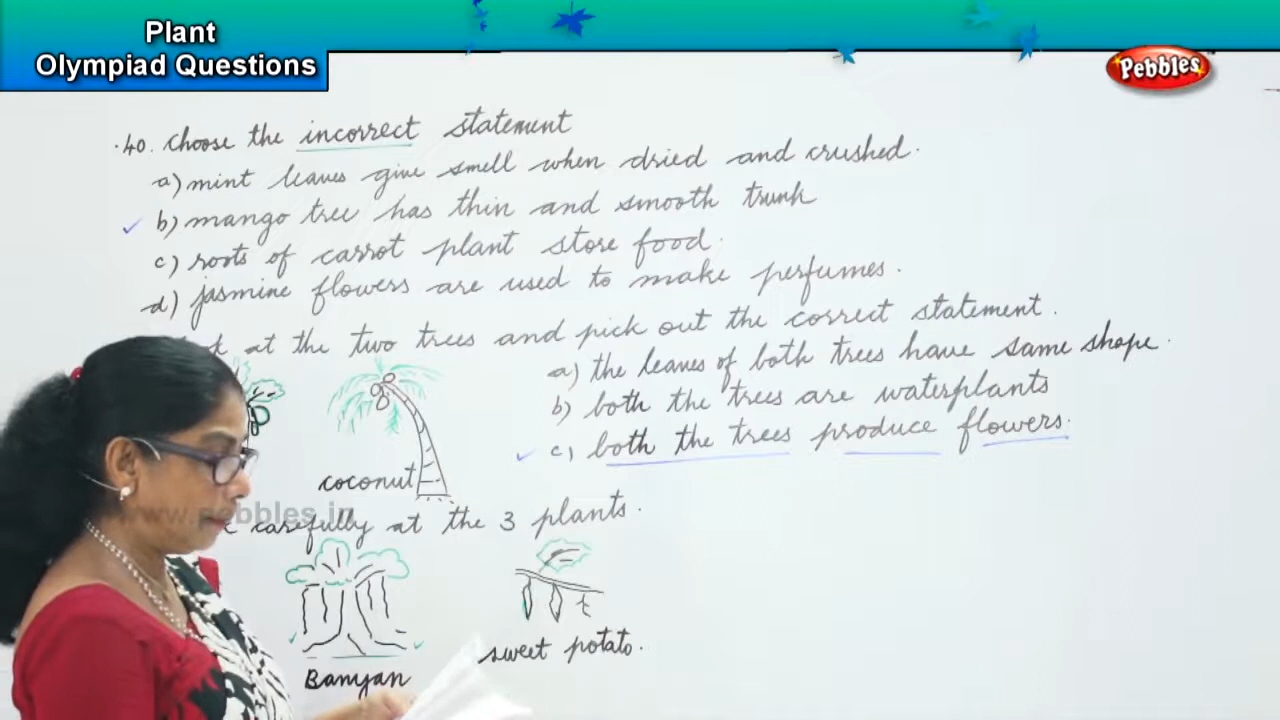 Plant
Olympiad Questions
Pebbles
40. Choose the incorrect statement
a) mint leaves give smell when dried and crushed.
b) mango tree has thin and smooth trunk
c) roots of carrot plant store food.
d) jasmine flowers are used to make perfumes.
at the two trees and pick out the correct statement.
a) the leaves of both trees have same shape.
b) both the trees are waterplants
c) both the trees produce flowers.
coconut
www.pebbles.in
carefully at the 3 plants.
Banyan
sweet potato.